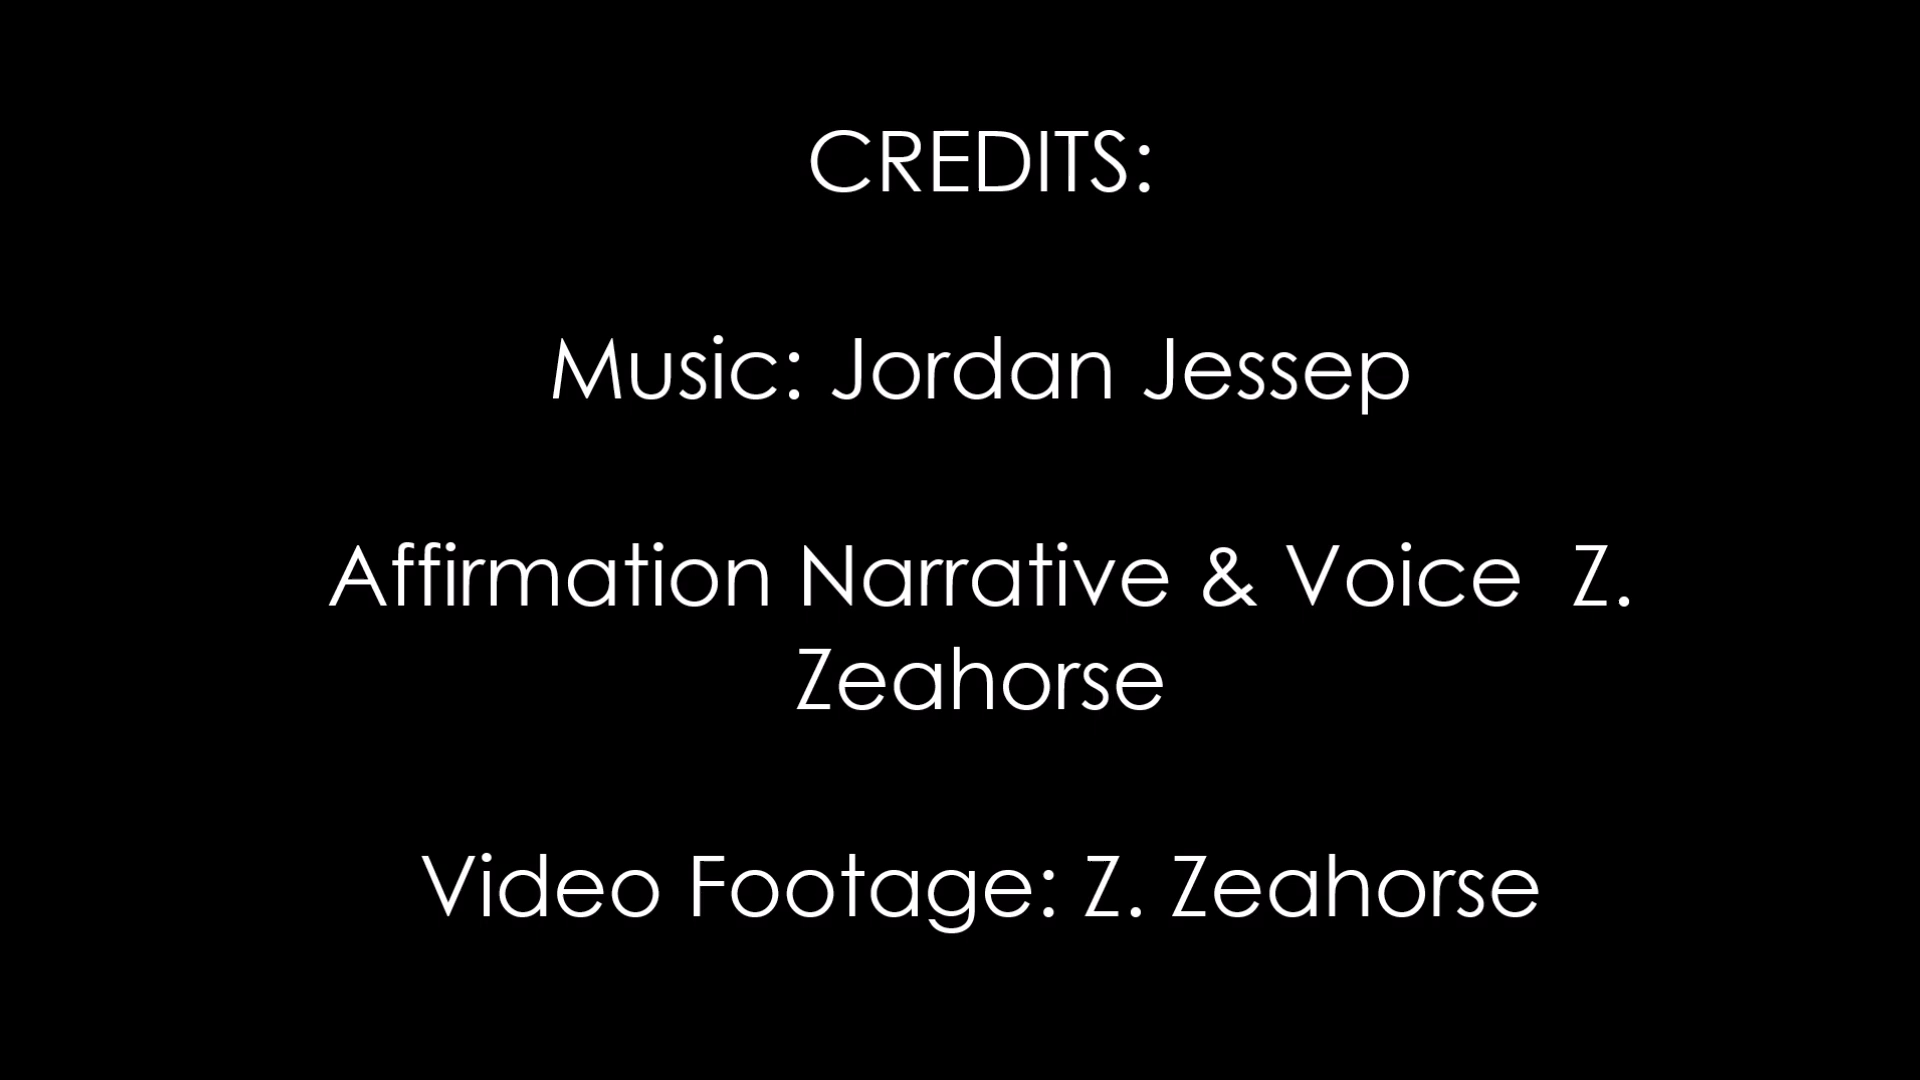 CREDITS:
Music: Jordan Jessep
Affirmation Narrative & Voice  Z.
Zeahorse
Video Footage: Z. Zeahorse